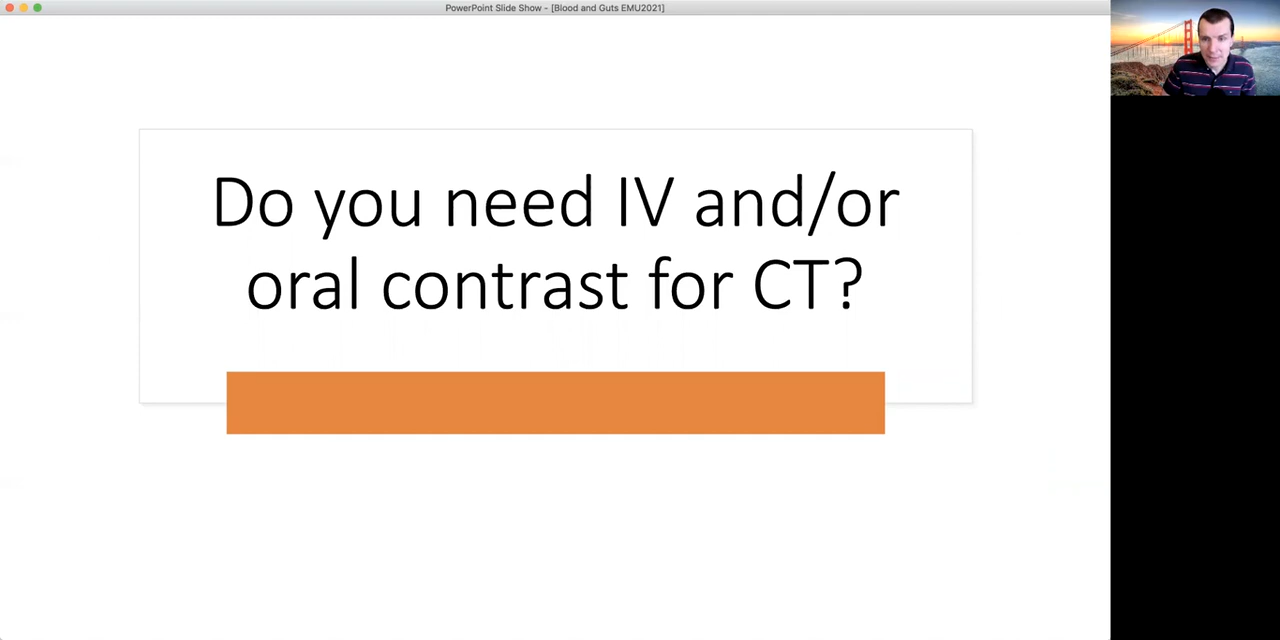 PowerPoint Slide Show - [Blood and Guts EMU2021]
Do you need IV and/or
oral contrast for CT?